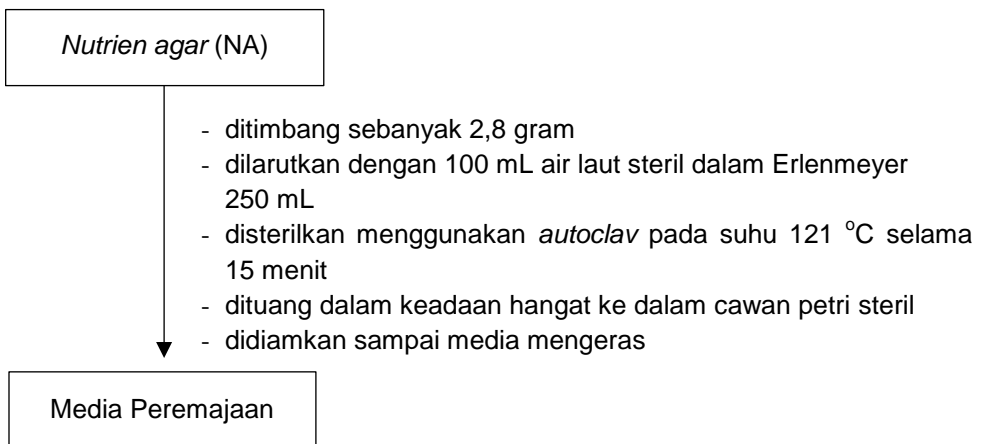 Nutrien agar (NA)
- ditimbang sebanyak 2,8 gram
- dilarutkan dengan 100 mL air laut steril dalam Erlenmeyer
250 mL
- disterilkan menggunakan autoclav pada suhu 121 °C selama
15 menit
- dituang dalam keadaan hangat ke dalam cawan petri steril
- didiamkan sampai media mengeras
Media Peremajaan